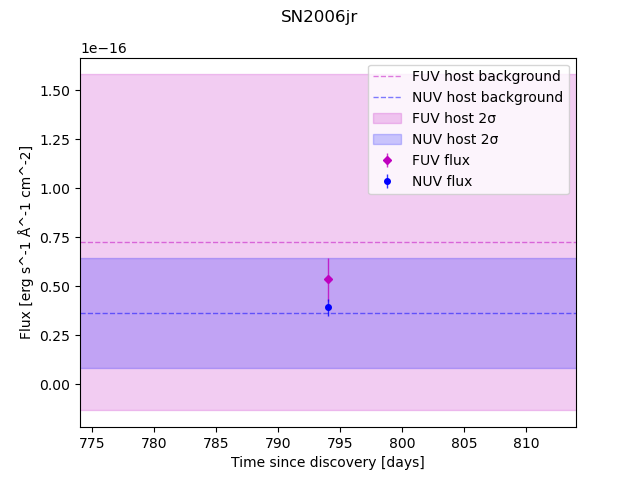 SN2006jr
1e−16
FUV host background
NUV host background
FUV host 2σ
NUV host 2σ
FUV flux
NUV flux
1.50
1.25
1.00
0.75
0.50
0.25
0.00
Flux [erg s^-1 Å^-1 cm^-2]
775 780 785 790 795 800 805 810
Time since discovery [days]